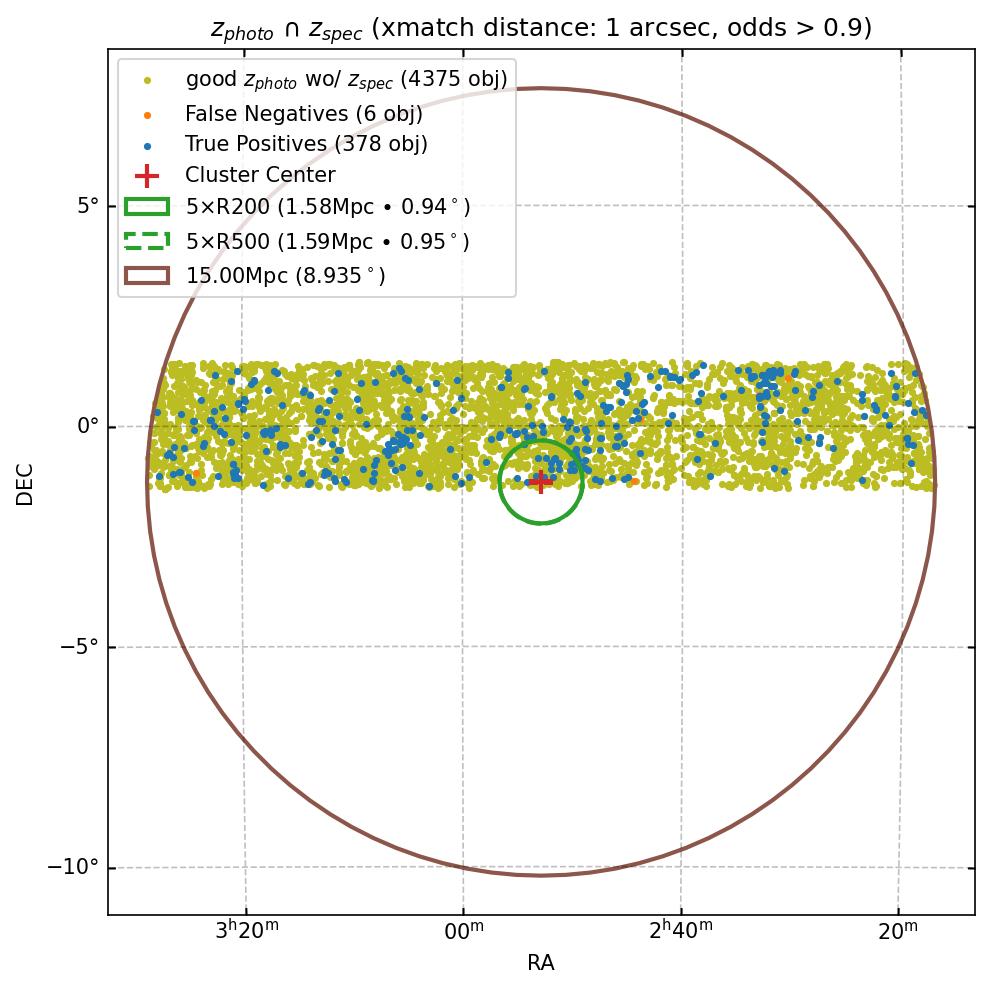 z_photo ∩ z_spec (xmatch distance: 1 arcsec, odds > 0.9)
good z_photo wo/ z_spec (4375 obj)
False Negatives (6 obj)
True Positives (378 obj)
Cluster Center
5×R200 (1.58Mpc • 0.94°)
5×R500 (1.59Mpc • 0.95°)
15.00Mpc (8.935°)
5°
0°
−5°
−10°
DEC
3h20m 00m 2h40m 20m
RA